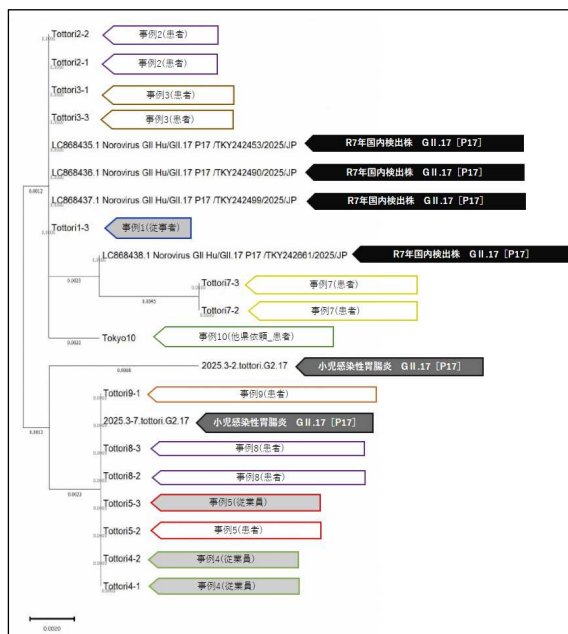 Tottori2-2 事例2(患者)
Tottori2-1 事例2(患者)
Tottori3-1 事例3(患者)
Tottori3-3 事例3(患者)
LC868435.1 Norovirus GII Hu/GII.17 P17 /TKY242453/2025/JP R7年国内検出株 GⅡ.17［P17］
LC868436.1 Norovirus GII Hu/GII.17 P17 /TKY242490/2025/JP R7年国内検出株 GⅡ.17［P17］
0.0012
LC868437.1 Norovirus GII Hu/GII.17 P17 /TKY242499/2025/JP R7年国内検出株 GⅡ.17［P17］
Tottori1-3 事例1(従事者)
LC868438.1 Norovirus GII Hu/GII.17 P17 /TKY242661/2025/JP R7年国内検出株 GⅡ.17［P17］
0.0023
Tottori7-3 事例7(患者)
Tottori7-2 事例7(患者)
Tokyo10 事例10(他県依頼_患者)
2025.3-2.tottori.G2.17 小児感染性胃腸炎 GⅡ.17［P17］
Tottori9-1 事例9(患者)
2025.3-7.tottori.G2.17 小児感染性胃腸炎 GⅡ.17［P17］
0.0012
Tottori8-3 事例8(患者)
Tottori8-2 事例8(患者)
0.0023
Tottori5-3 事例5(従業員)
Tottori5-2 事例5(患者)
Tottori4-2 事例4(従業員)
Tottori4-1 事例4(従業員)
0.0020